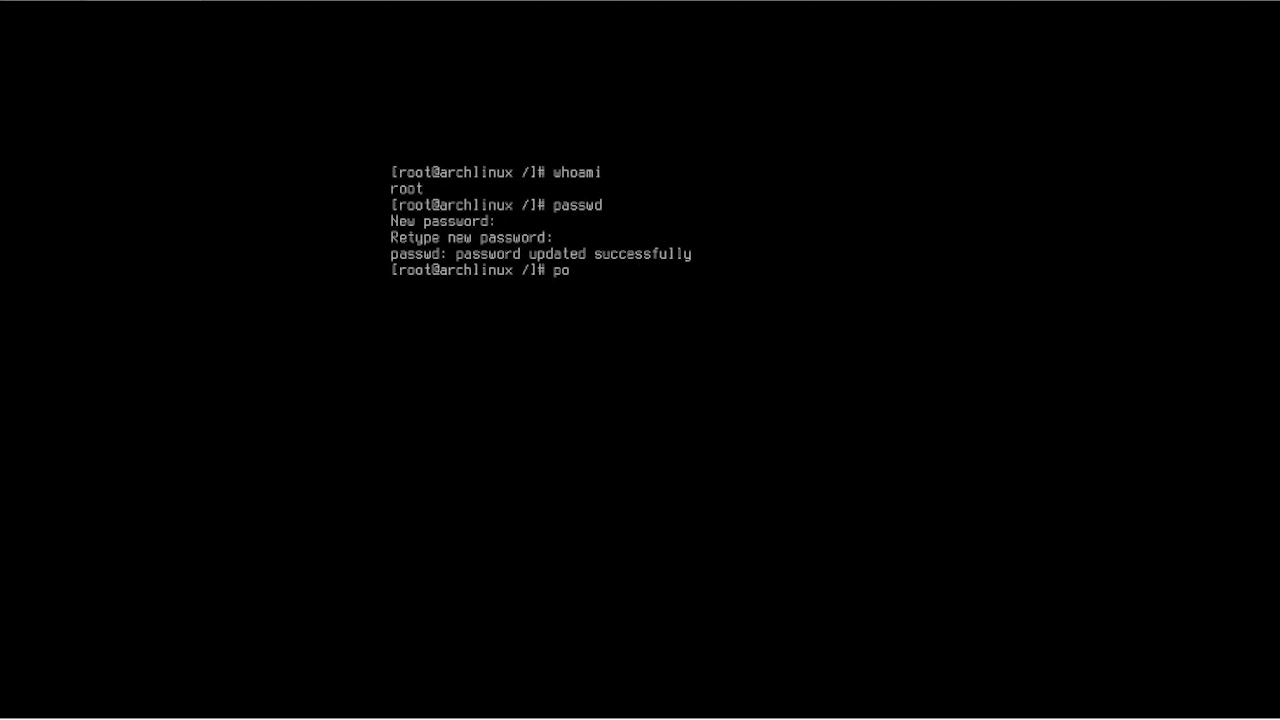 [root@archlinux /]# whoami
root
[root@archlinux /]# passwd
New password:
Retype new password:
passwd: password updated successfully
[root@archlinux /]# po